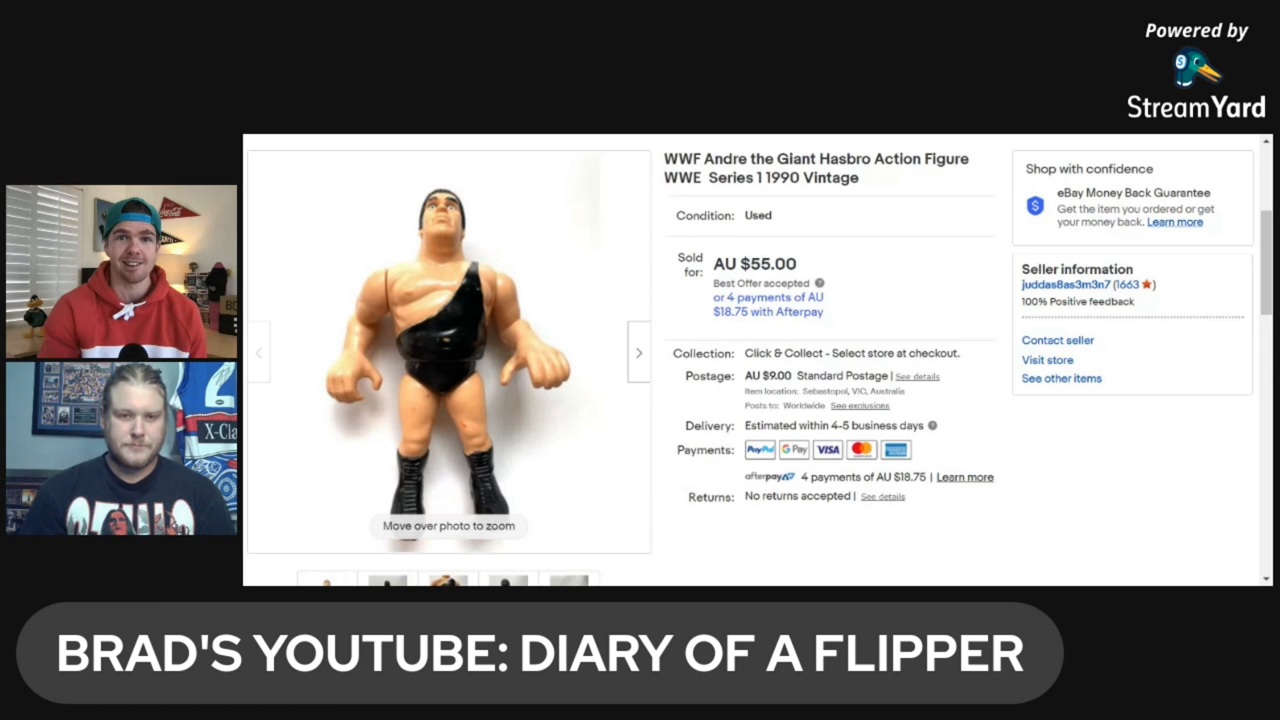 Powered by
StreamYard
WWF Andre the Giant Hasbro Action Figure
WWE Series 1 1990 Vintage
Condition: Used
Sold for: AU $55.00
Best Offer accepted
or 4 payments of AU
$18.75 with Afterpay
Collection: Click & Collect - Select store at checkout.
Postage: AU $9.00 Standard Postage | See details
Item location: Sebastopol, VIC, Australia
Posts to: Worldwide See exclusions
Delivery: Estimated within 4-5 business days
Payments: PayPal G Pay VISA
afterpay 4 payments of AU $18.75 | Learn more
Returns: No returns accepted | See details
Shop with confidence
eBay Money Back Guarantee
Get the item you ordered or get
your money back. Learn more
Seller information
juddas8as3m3n7 (1663)
100% Positive feedback
Contact seller
Visit store
See other items
Move over photo to zoom
X-Cla
BRAD'S YOUTUBE: DIARY OF A FLIPPER